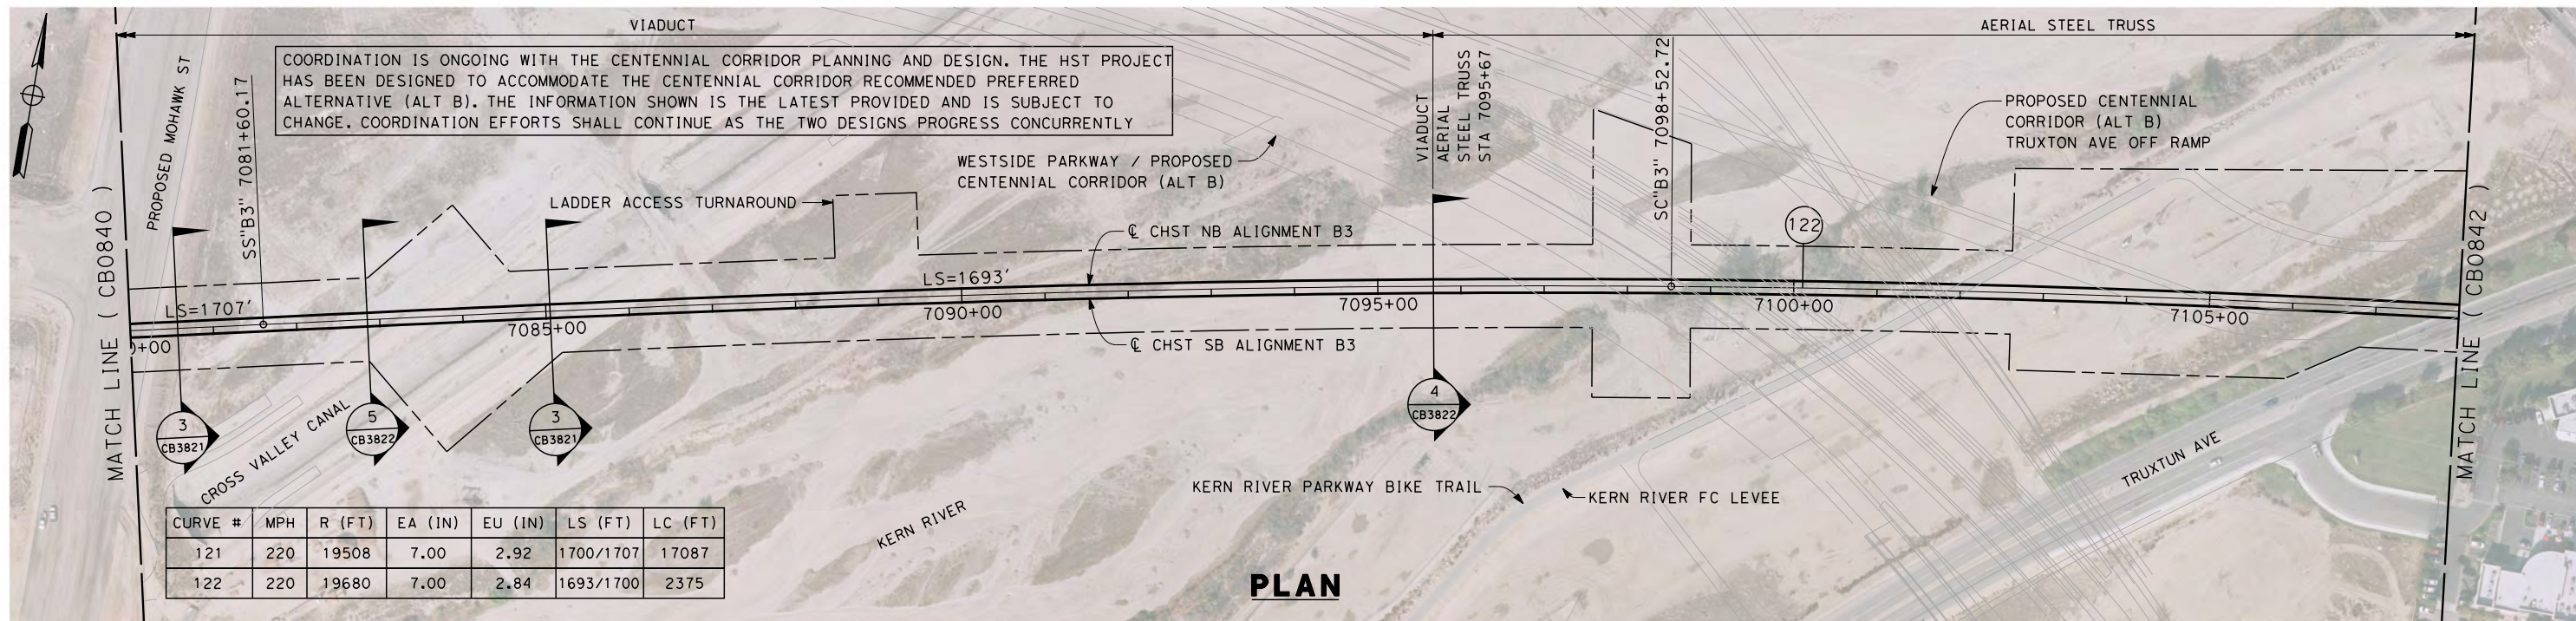 VIADUCT
AERIAL STEEL TRUSS
COORDINATION IS ONGOING WITH THE CENTENNIAL CORRIDOR PLANNING AND DESIGN. THE HST PROJECT
HAS BEEN DESIGNED TO ACCOMMODATE THE CENTENNIAL CORRIDOR RECOMMENDED PREFERRED
ALTERNATIVE (ALT B). THE INFORMATION SHOWN IS THE LATEST PROVIDED AND IS SUBJECT TO
CHANGE. COORDINATION EFFORTS SHALL CONTINUE AS THE TWO DESIGNS PROGRESS CONCURRENTLY
MATCH LINE ( CB0840 )
PROPOSED MOHAWK ST
SS"B3" 7081+60.17
LADDER ACCESS TURNAROUND
WESTSIDE PARKWAY / PROPOSED
CENTENNIAL CORRIDOR (ALT B)
VIADUCT
AERIAL
STEEL TRUSS
STA 7095+67
SC"B3" 7098+52.72
PROPOSED CENTENNIAL
CORRIDOR (ALT B)
TRUXTON AVE OFF RAMP
MATCH LINE ( CB0842 )
122
℄ CHST NB ALIGNMENT B3
LS=1707'
LS=1693'
0+00
7085+00
7090+00
7095+00
7100+00
7105+00
℄ CHST SB ALIGNMENT B3
3
CB3821
5
CB3822
3
CB3821
4
CB3822
CROSS VALLEY CANAL
KERN RIVER
KERN RIVER PARKWAY BIKE TRAIL
KERN RIVER FC LEVEE
TRUXTUN AVE
CURVE # MPH R (FT) EA (IN) EU (IN) LS (FT) LC (FT)
121 220 19508 7.00 2.92 1700/1707 17087
122 220 19680 7.00 2.84 1693/1700 2375
PLAN